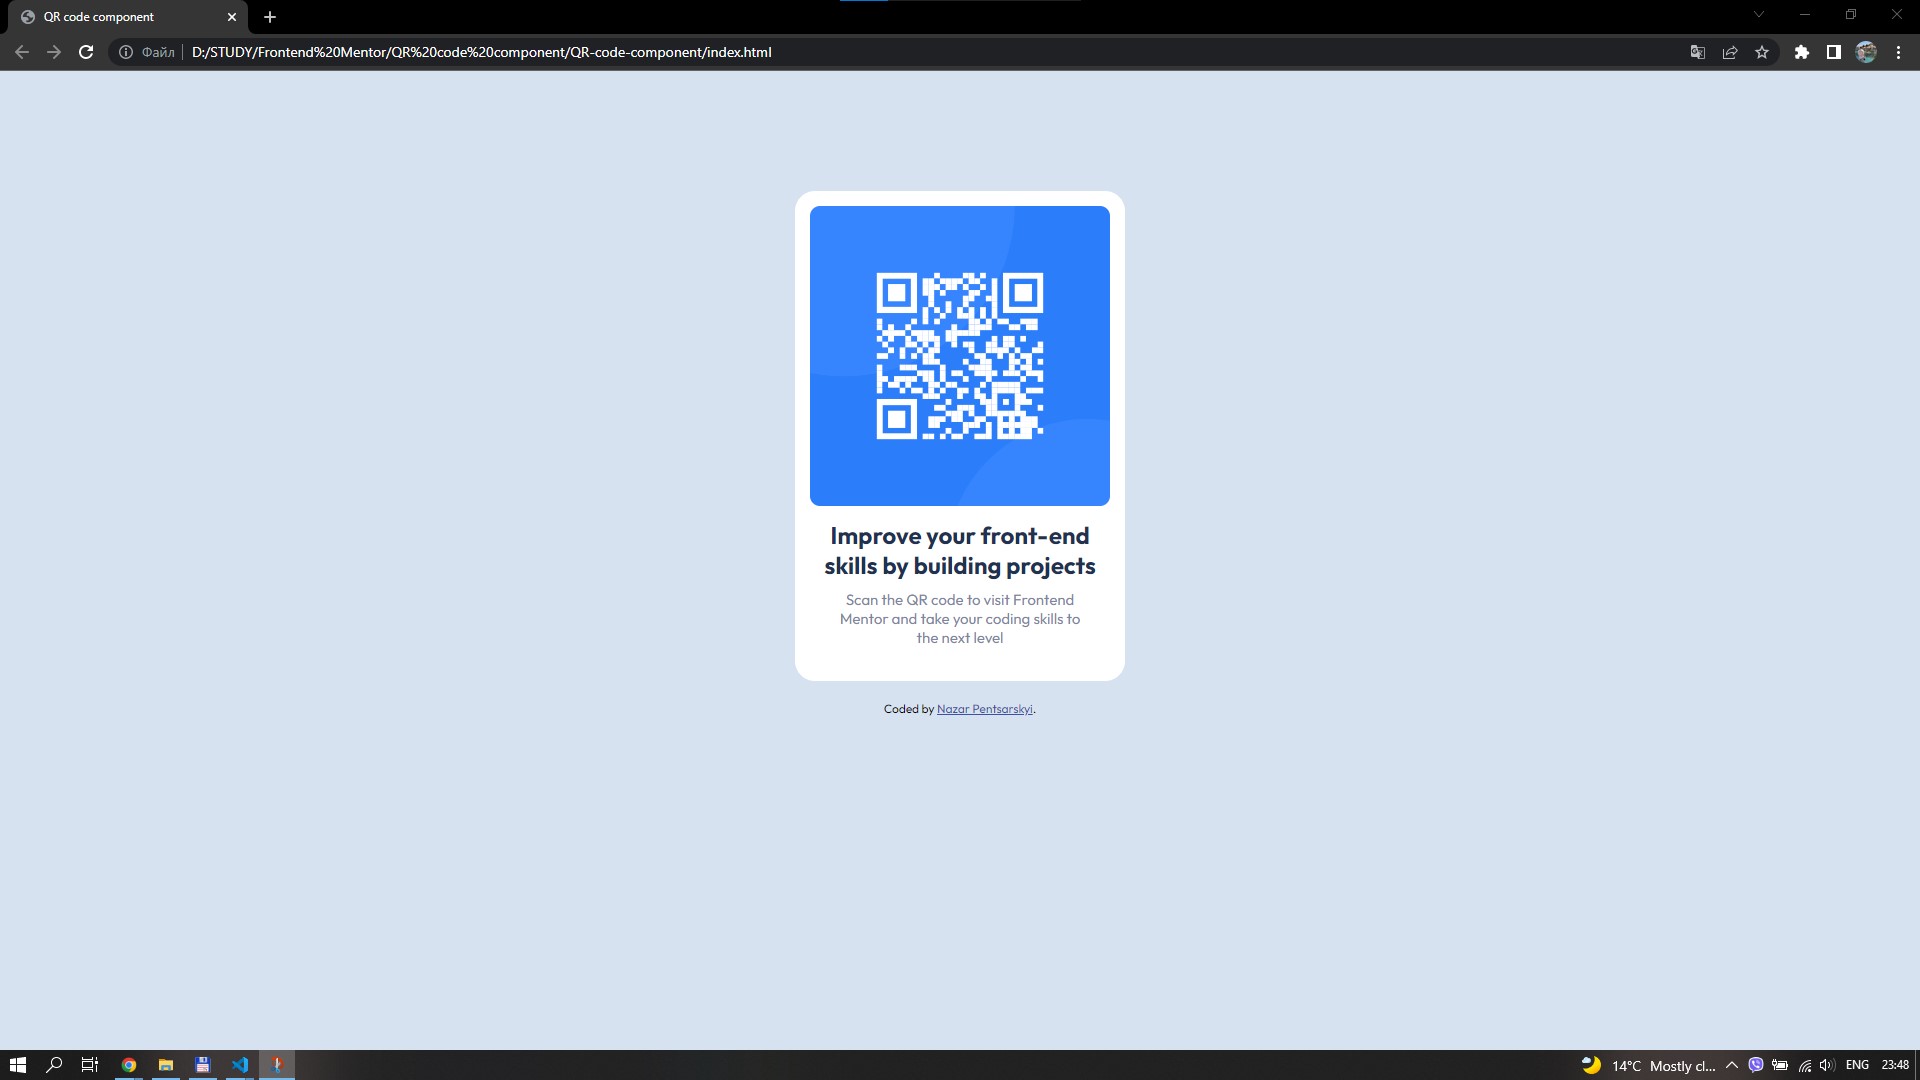 QR code component
Файл
D:/STUDY/Frontend%20Mentor/QR%20code%20component/QR-code-component/index.html
Improve your front-end
skills by building projects
Scan the QR code to visit Frontend
Mentor and take your coding skills to
the next level
Coded by Nazar Pentsarskyi.
14°C Mostly cl... ENG 23:48